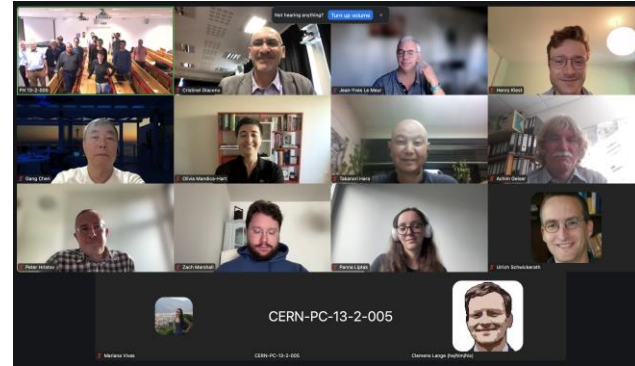 Not hearing anything? Turn up volume
PH 13-2-005
Cristinel Diaconu
Jean-Yves Le Meur
Henry Klest
Gang Chen
Olivia Mandica-Hart
Takanori Hara
Achim Geiser
Peter Hristov
Zach Marshall
Panna Liptak
Ulrich Schwickerath
CERN-PC-13-2-005
Mariana Vivas
CERN-PC-13-2-005
Clemens Lange (he/him/his)